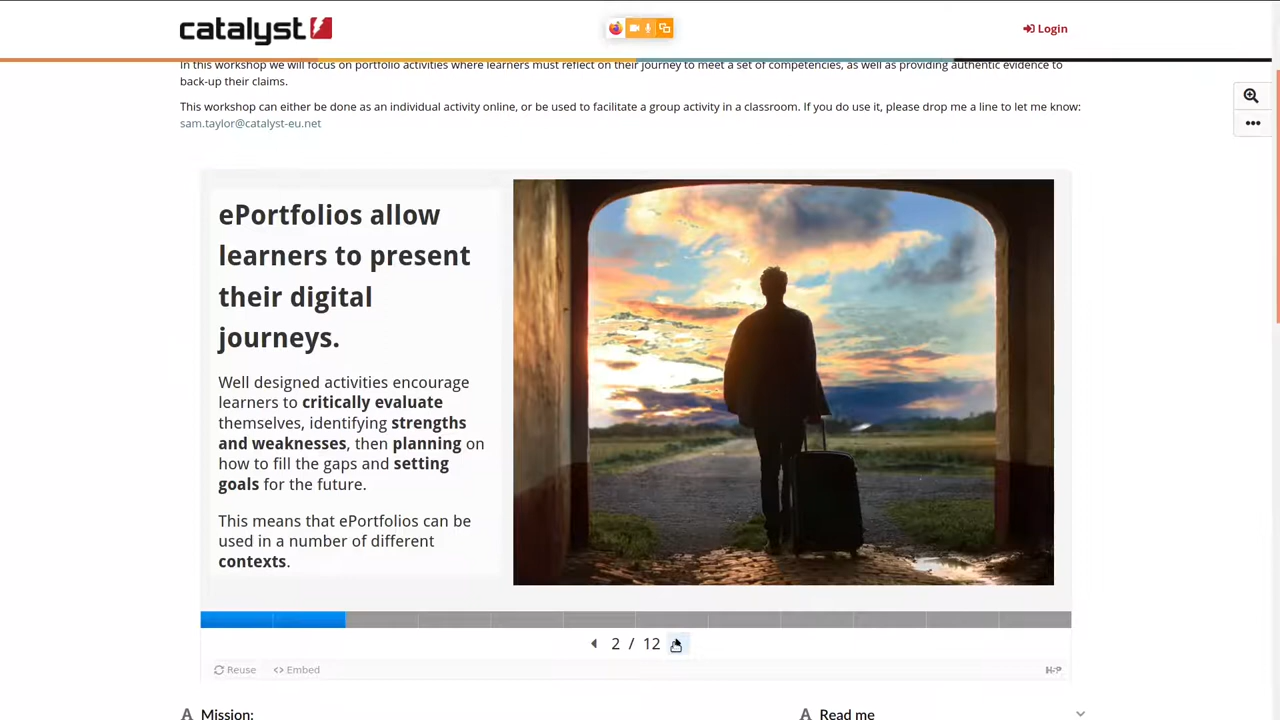 catalyst
Login
In this workshop we will focus on portfolio activities where learners must reflect on their journey to meet a set of competencies, as well as providing authentic evidence to
back-up their claims.
This workshop can either be done as an individual activity online, or be used to facilitate a group activity in a classroom. If you do use it, please drop me a line to let me know:
sam.taylor@catalyst-eu.net
ePortfolios allow
learners to present
their digital
journeys.
Well designed activities encourage
learners to critically evaluate
themselves, identifying strengths
and weaknesses, then planning on
how to fill the gaps and setting
goals for the future.
This means that ePortfolios can be
used in a number of different
contexts.
2 / 12
Reuse <> Embed
H-P
A Mission:
A Read me